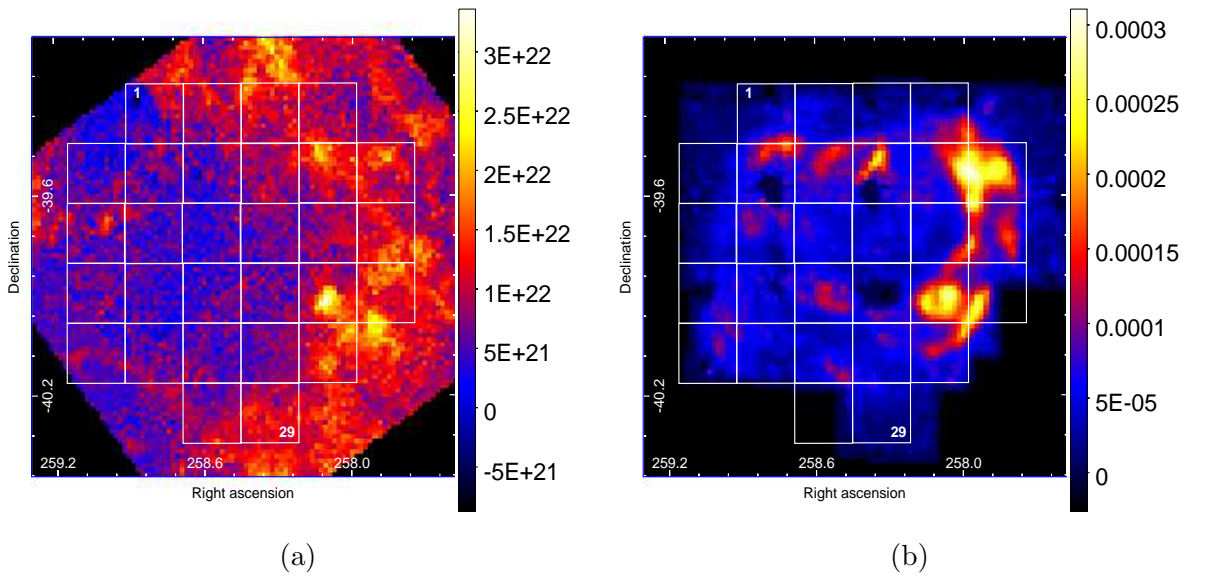 3E+22
2.5E+22
2E+22
1.5E+22
1E+22
5E+21
0
-5E+21
1
29
-39.6
-40.2
Declination
259.2
258.6
258.0
Right ascension
(a)
0.0003
0.00025
0.0002
0.00015
0.0001
5E-05
0
1
29
-39.6
-40.2
Declination
259.2
258.6
258.0
Right ascension
(b)